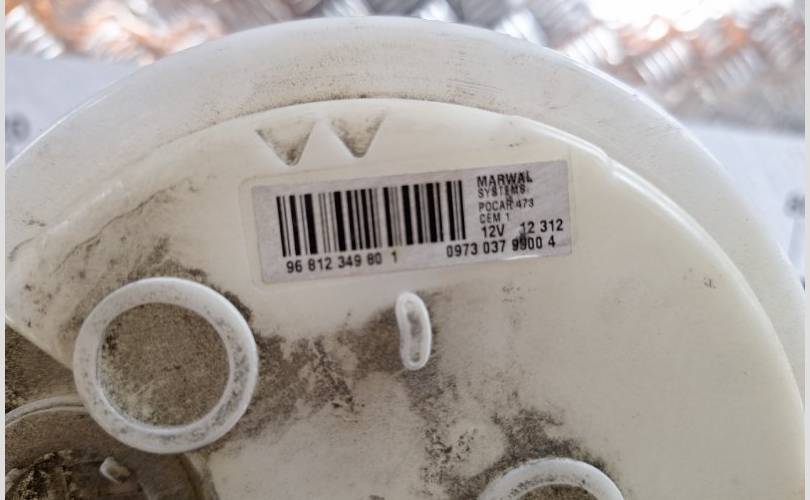 MARWAL
SYSTEMS
POCAR 473
CEM 1
12V 12 312
96 812 349 80 1 0973 037 9900 4